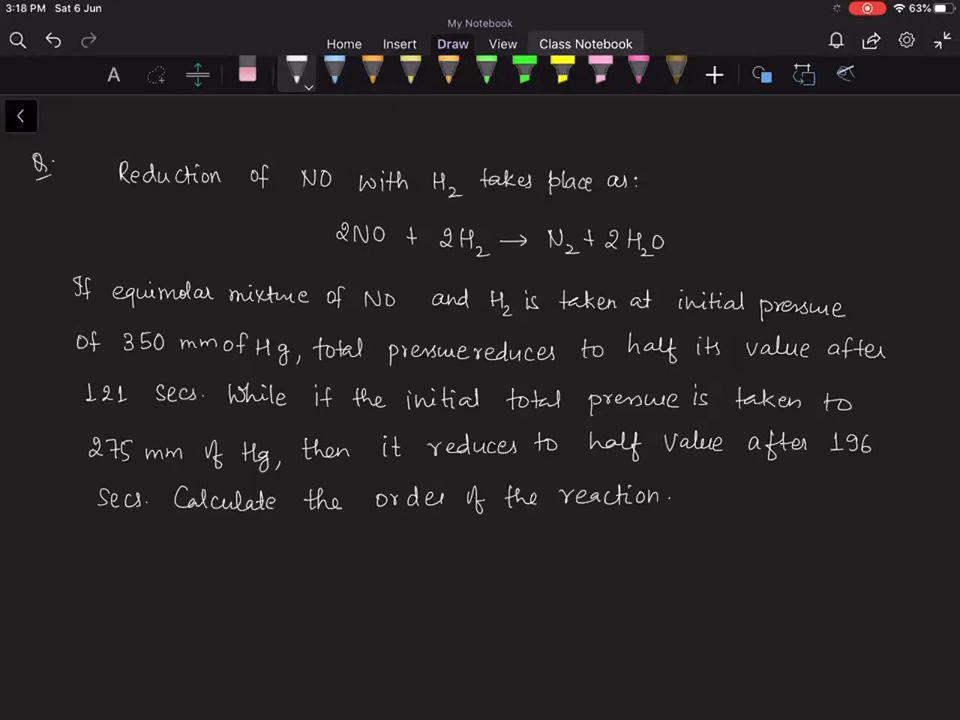 3:18 PM Sat 6 Jun
63%
My Notebook
Home Insert Draw View Class Notebook
A
Q. Reduction of NO with H₂ takes place as:
2NO + 2H₂ → N₂ + 2H₂O
If equimolar mixture of NO and H₂ is taken at initial pressure
of 350 mm of Hg, total pressure reduces to half its value after
121 secs. While if the initial total pressure is taken to
275 mm of Hg, then it reduces to half value after 196
secs. Calculate the order of the reaction.